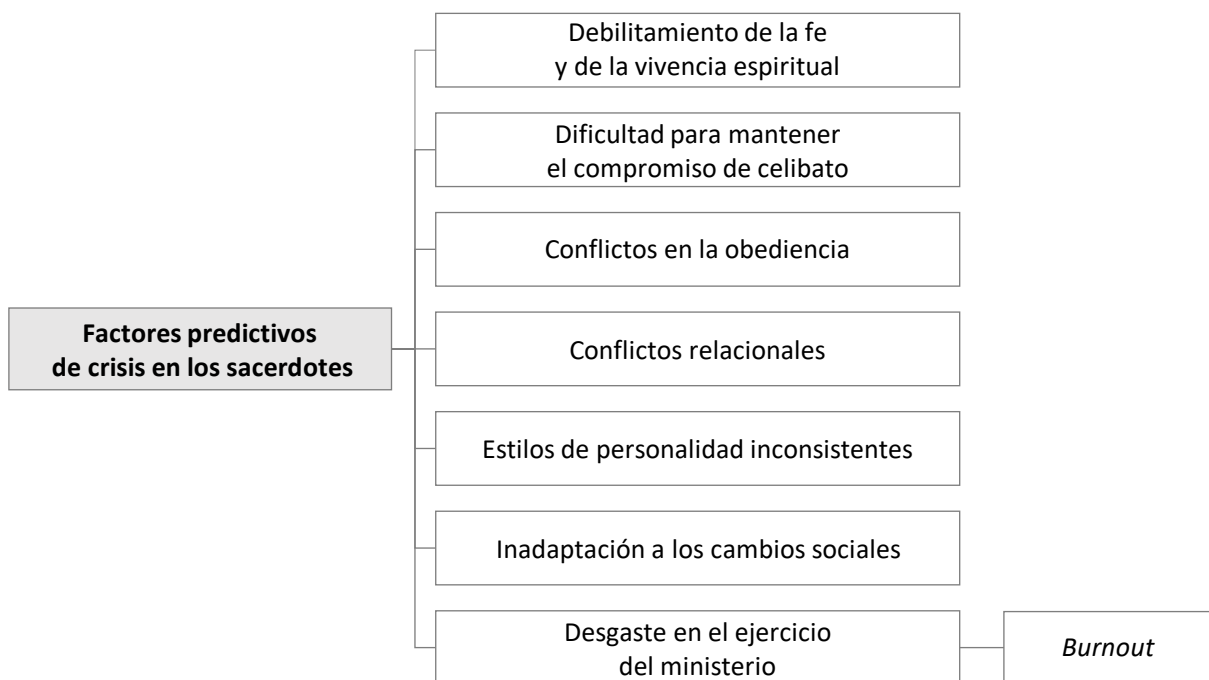 Debilitamiento de la fe
y de la vivencia espiritual
Dificultad para mantener
el compromiso de celibato
Conflictos en la obediencia
Factores predictivos
de crisis en los sacerdotes
Conflictos relacionales
Estilos de personalidad inconsistentes
Inadaptación a los cambios sociales
Desgaste en el ejercicio
del ministerio
Burnout